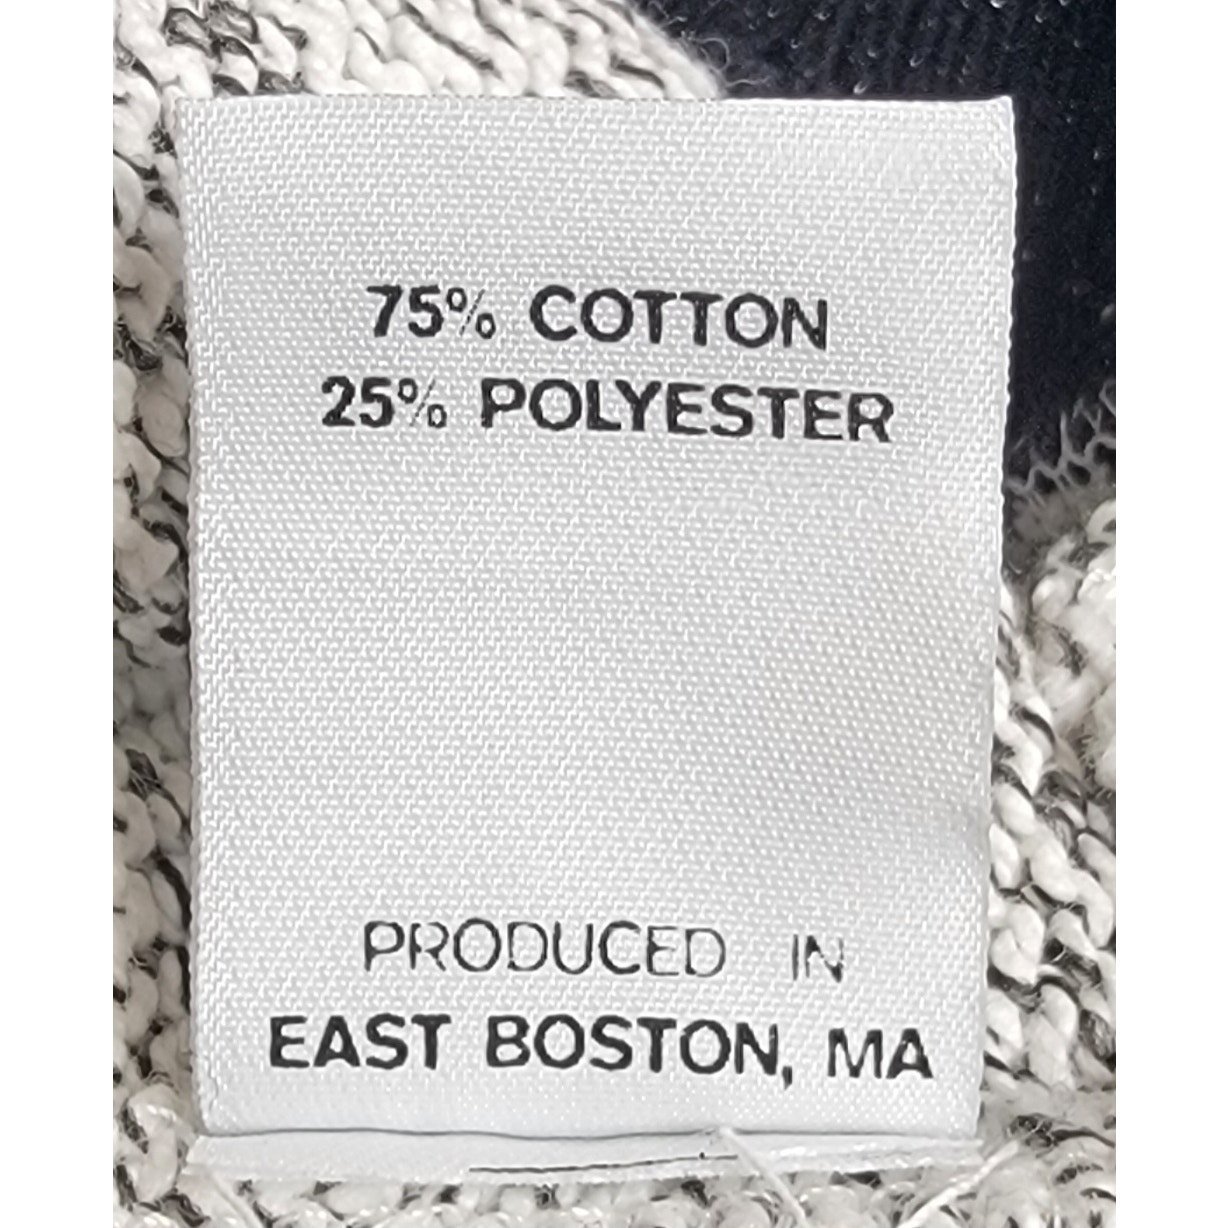 75% COTTON
25% POLYESTER
PRODUCED IN
EAST BOSTON, MA